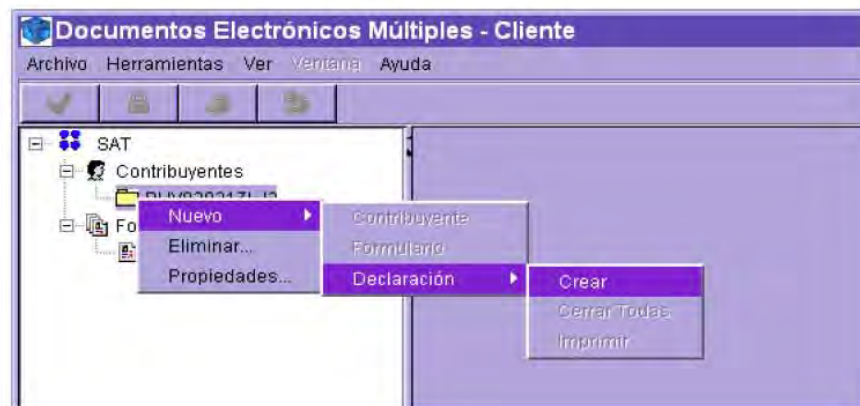 Documentos Electrónicos Múltiples - Cliente
Archivo Herramientas Ver Ventana Ayuda
SAT
Contribuyentes
Fo
Nuevo
Eliminar...
Propiedades...
Contribuyente
Formulario
Declaración
Crear
Cerrar Todas
Imprimir